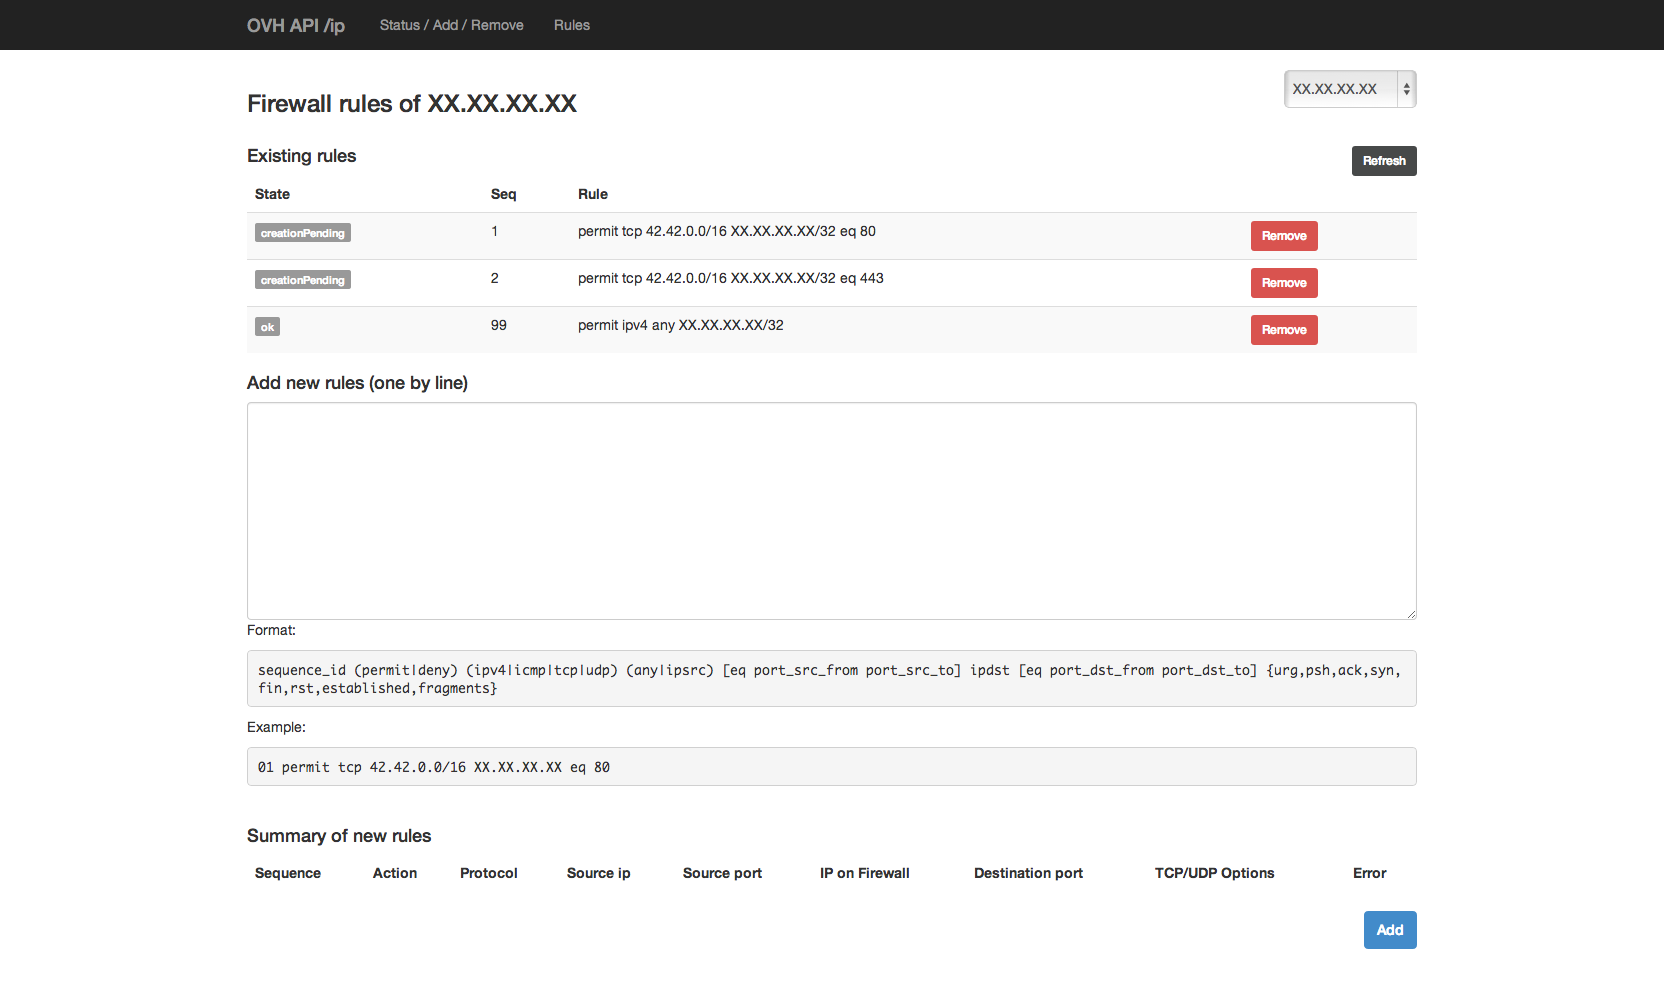 OVH API /ip Status / Add / Remove Rules
XX.XX.XX.XX
Firewall rules of XX.XX.XX.XX
Existing rules
Refresh
State Seq Rule
creationPending 1 permit tcp 42.42.0.0/16 XX.XX.XX.XX/32 eq 80 Remove
creationPending 2 permit tcp 42.42.0.0/16 XX.XX.XX.XX/32 eq 443 Remove
ok 99 permit ipv4 any XX.XX.XX.XX/32 Remove
Add new rules (one by line)
Format:
sequence_id (permit|deny) (ipv4|icmp|tcp|udp) (any|ipsrc) [eq port_src_from port_src_to] ipdst [eq port_dst_from port_dst_to] {urg,psh,ack,syn,
fin,rst,established,fragments}
Example:
01 permit tcp 42.42.0.0/16 XX.XX.XX.XX eq 80
Summary of new rules
Sequence Action Protocol Source ip Source port IP on Firewall Destination port TCP/UDP Options Error
Add